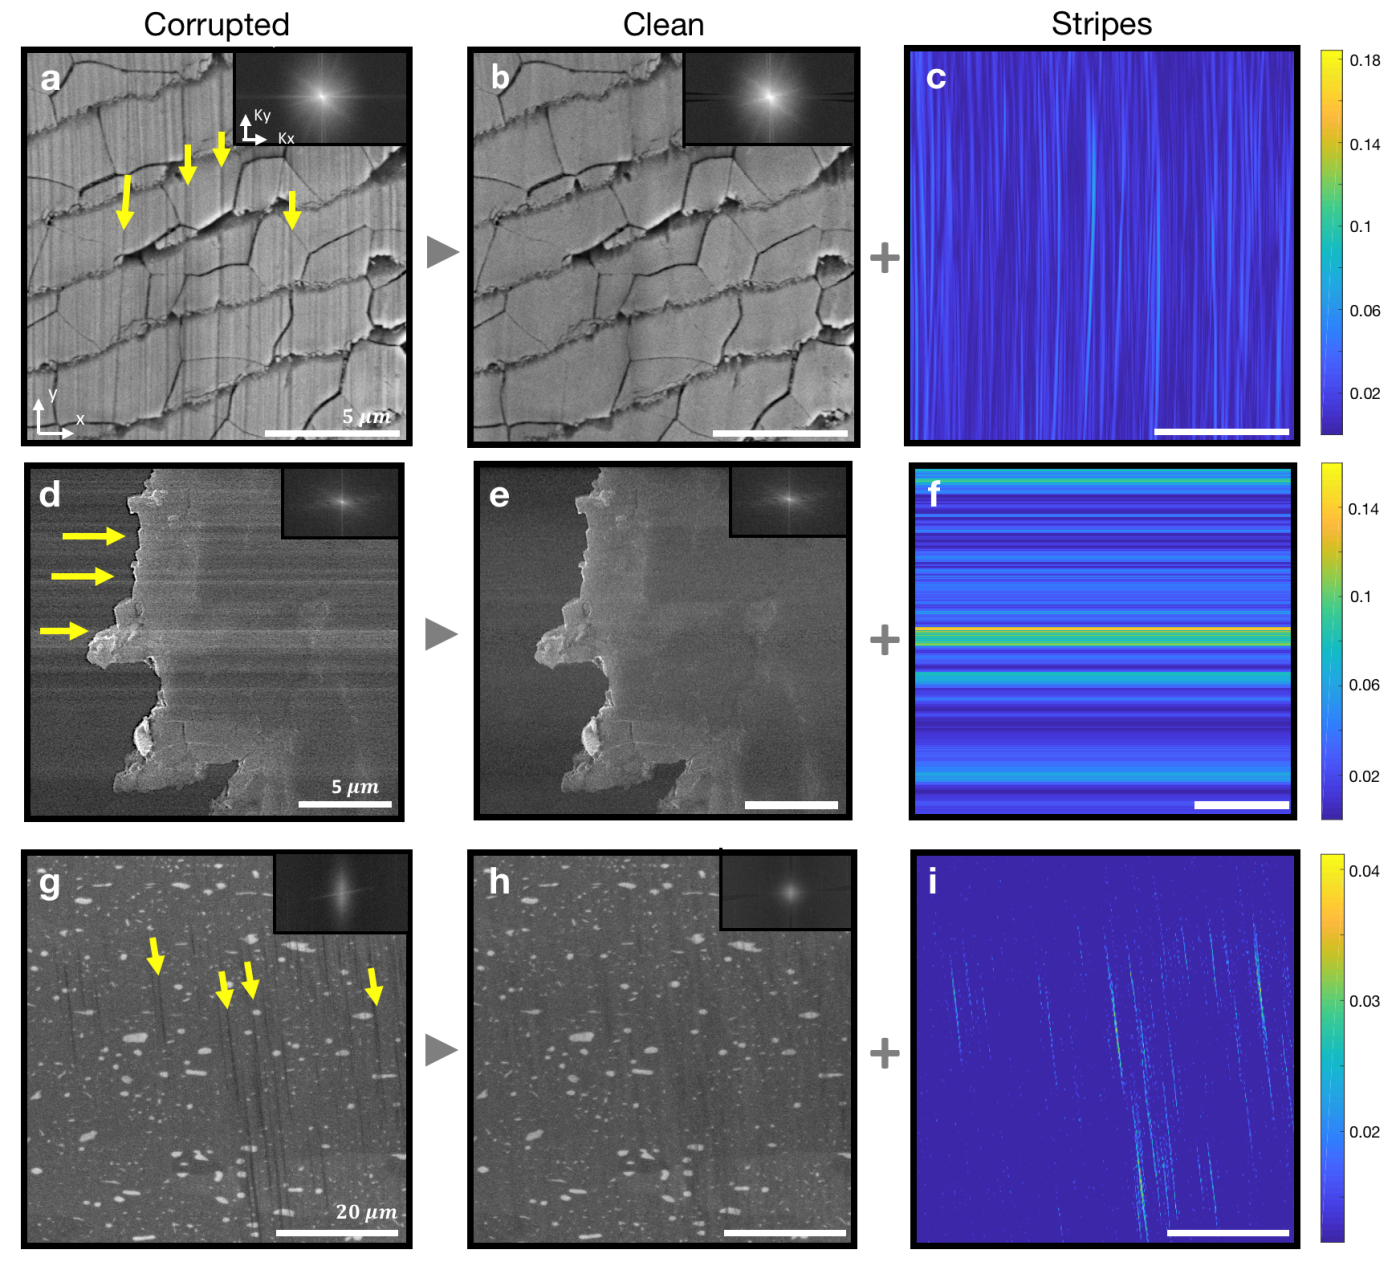 Corrupted Clean Stripes
a b c
Ky
Kx
y
x
5 μm
0.18
0.14
0.1
0.06
0.02
d e f
5 μm
0.14
0.1
0.06
0.02
g h i
20 μm
0.04
0.03
0.02